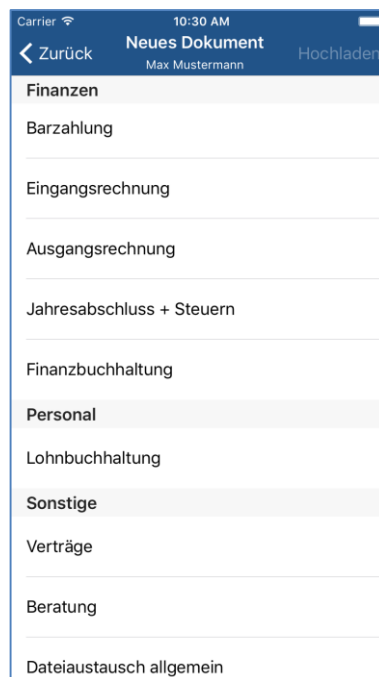 Carrier 10:30 AM
Zurück Neues Dokument Hochladen
Max Mustermann
Finanzen
Barzahlung
Eingangsrechnung
Ausgangsrechnung
Jahresabschluss + Steuern
Finanzbuchhaltung
Personal
Lohnbuchhaltung
Sonstige
Verträge
Beratung
Dateiaustausch allgemein